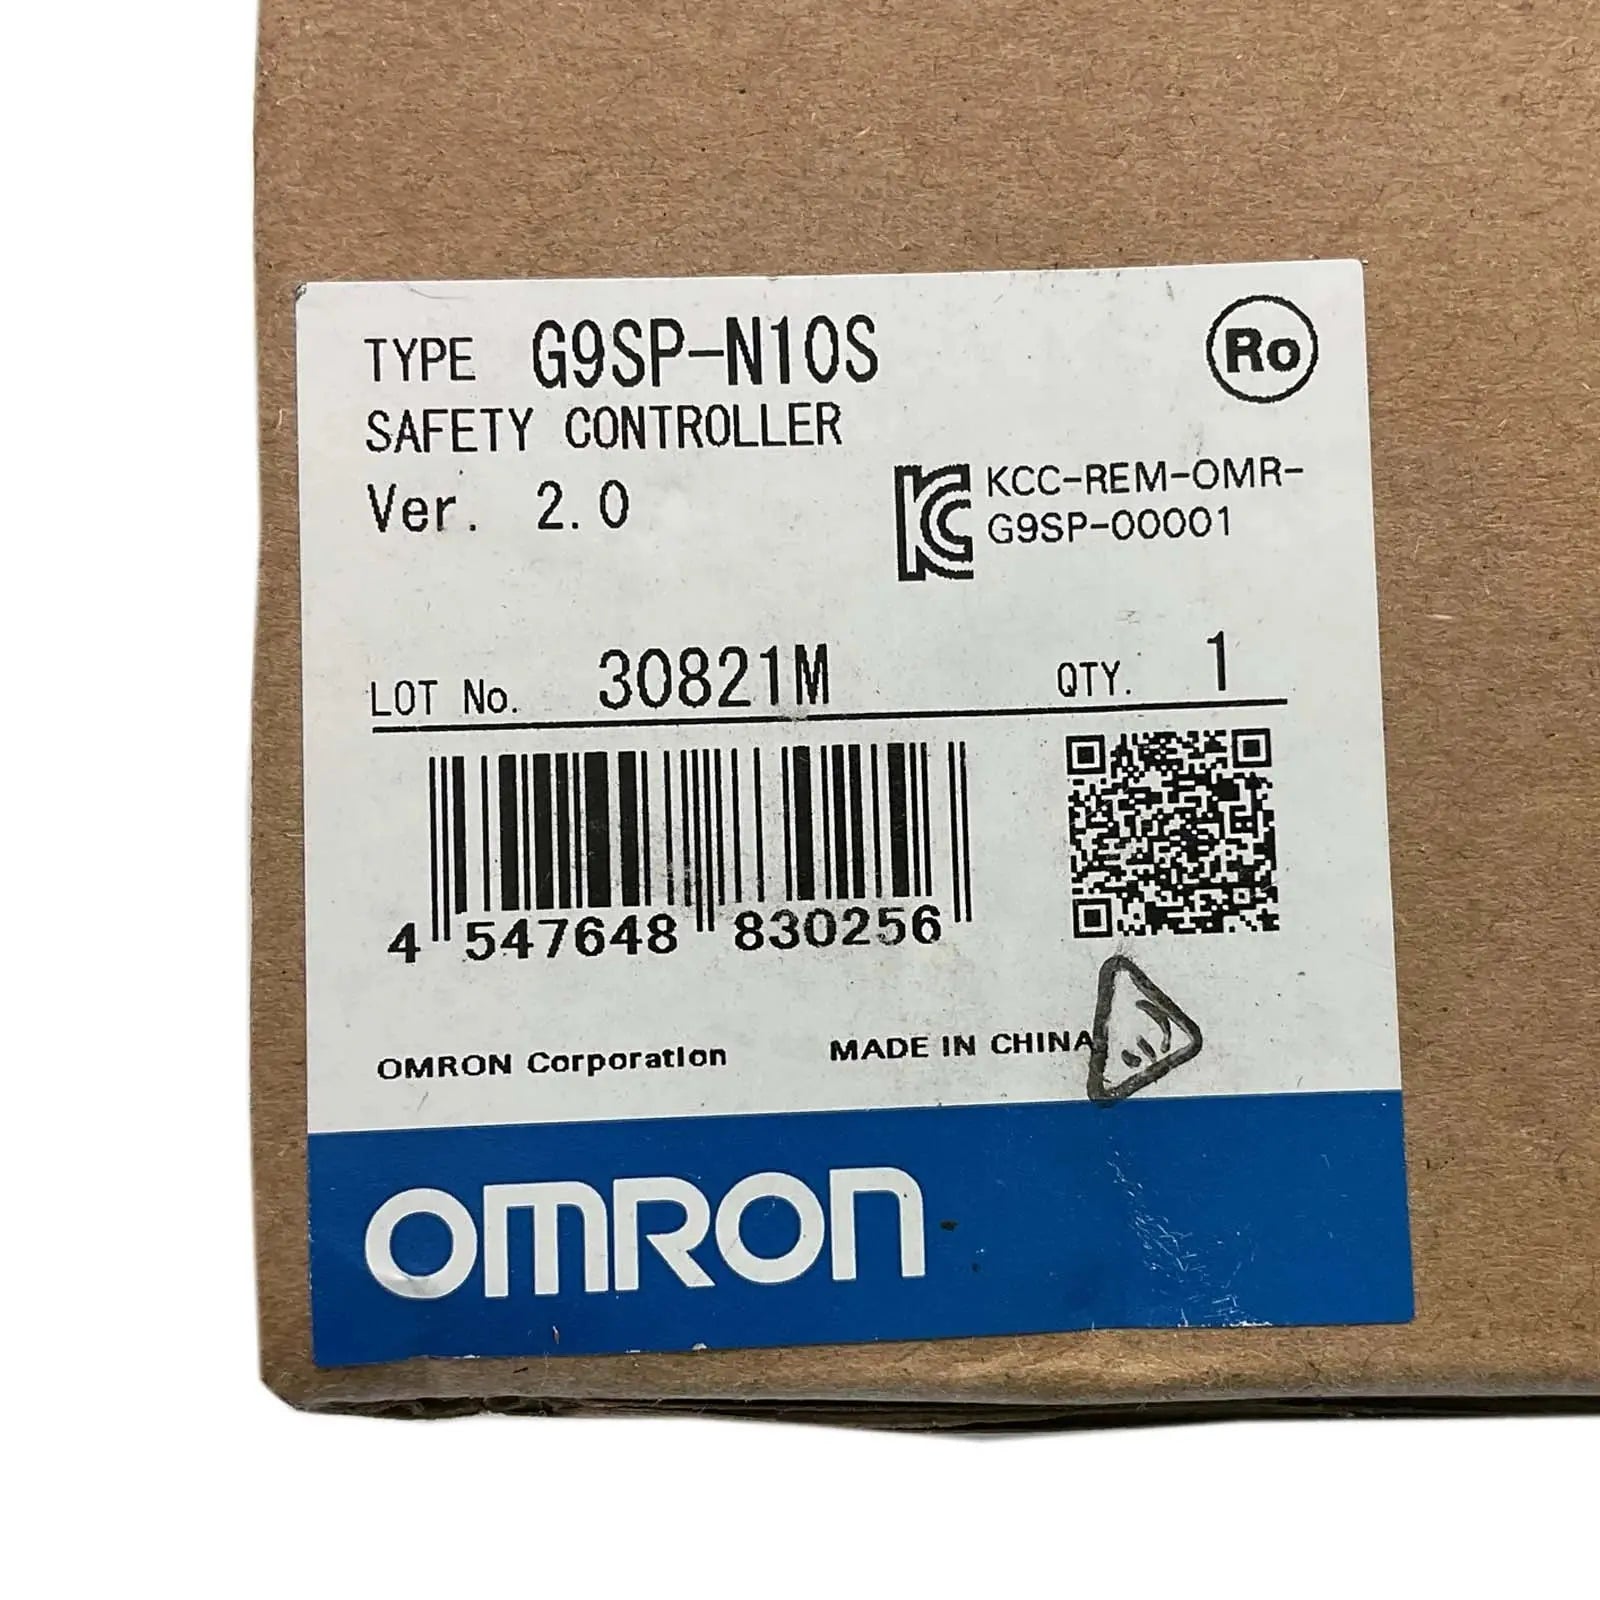 TYPE G9SP-N10S
Ro
SAFETY CONTROLLER
Ver. 2.0
KC KCC-REM-OMR-
G9SP-00001
LOT No. 30821M QTY. 1
4 547648 830256
OMRON Corporation MADE IN CHINA
OMRON